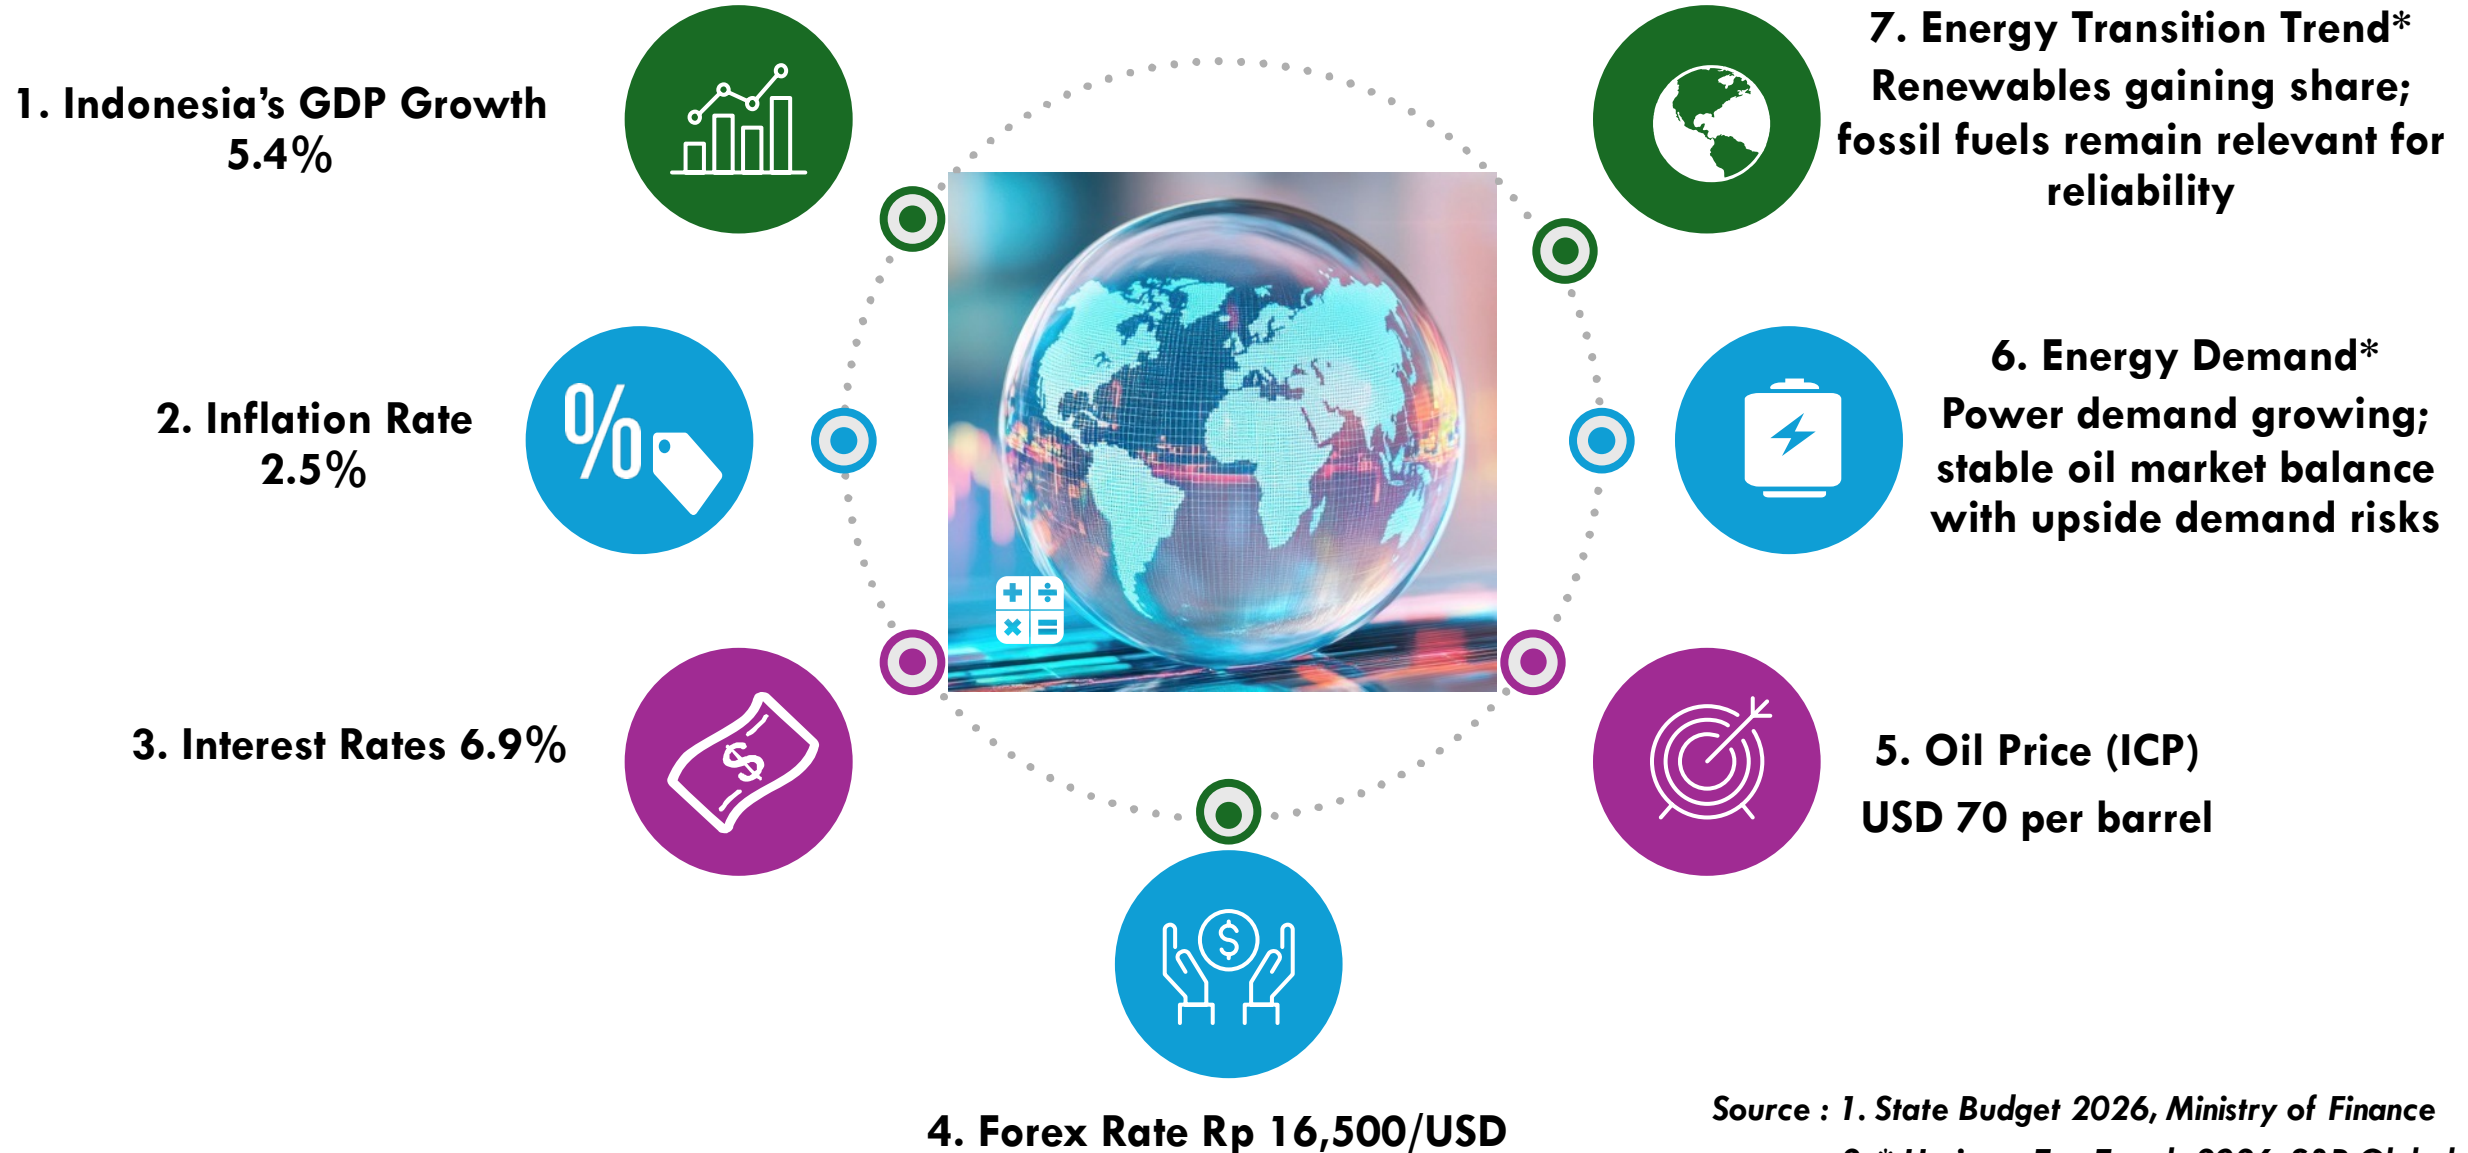 1. Indonesia’s GDP Growth
5.4%
2. Inflation Rate
2.5%
3. Interest Rates 6.9%
4. Forex Rate Rp 16,500/USD
5. Oil Price (ICP)
USD 70 per barrel
6. Energy Demand*
Power demand growing;
stable oil market balance
with upside demand risks
7. Energy Transition Trend*
Renewables gaining share;
fossil fuels remain relevant for
reliability
Source : 1. State Budget 2026, Ministry of Finance
2026 S&P Global